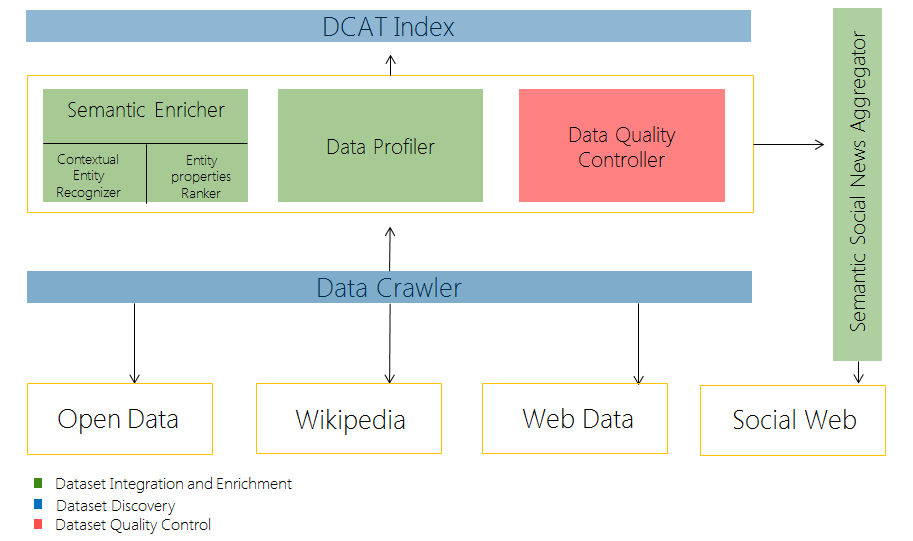 DCAT Index
Semantic Enricher
Contextual
Entity
Recognizer
Entity
properties
Ranker
Data Profiler
Data Quality
Controller
Semantic Social News Aggregator
Data Crawler
Open Data
Wikipedia
Web Data
Social Web
Dataset Integration and Enrichment
Dataset Discovery
Dataset Quality Control